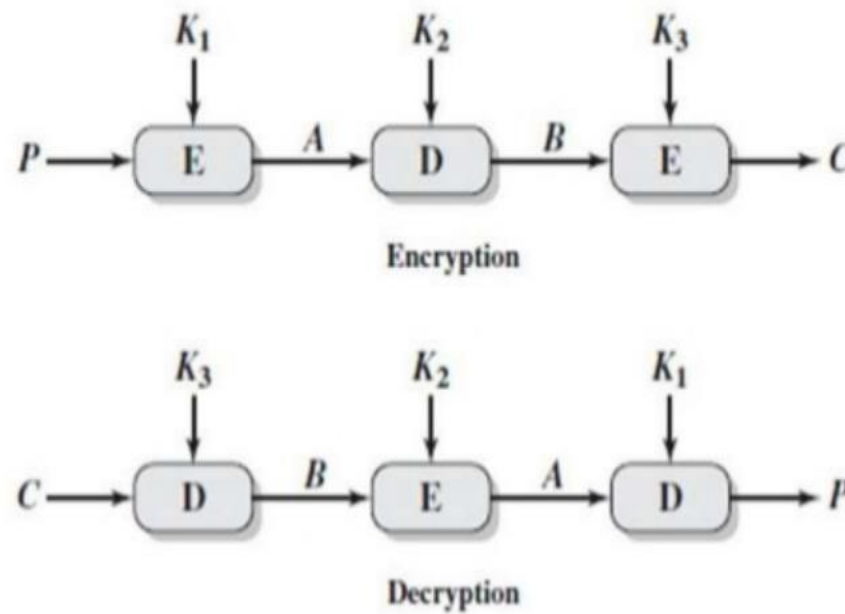 K1 K2 K3
P E A D B E C
Encryption
K3 K2 K1
C D B E A D P
Decryption